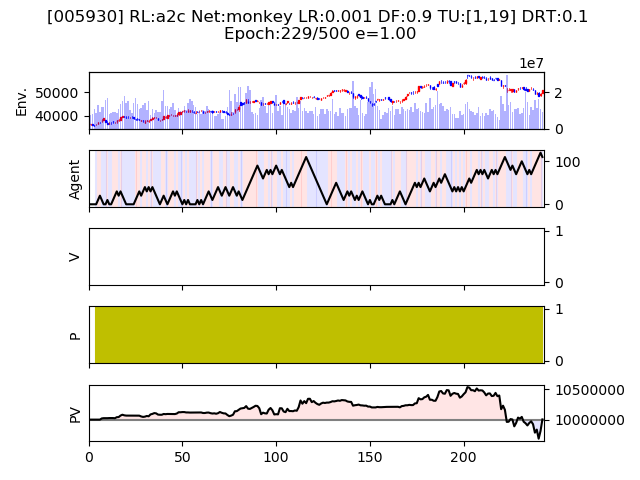 [005930] RL:a2c Net:monkey LR:0.001 DF:0.9 TU:[1,19] DRT:0.1
Epoch:229/500 e=1.00
1e7
Env.
50000
40000
2
0
Agent
100
0
V
1
0
P
1
0
PV
10500000
10000000
0
50
100
150
200